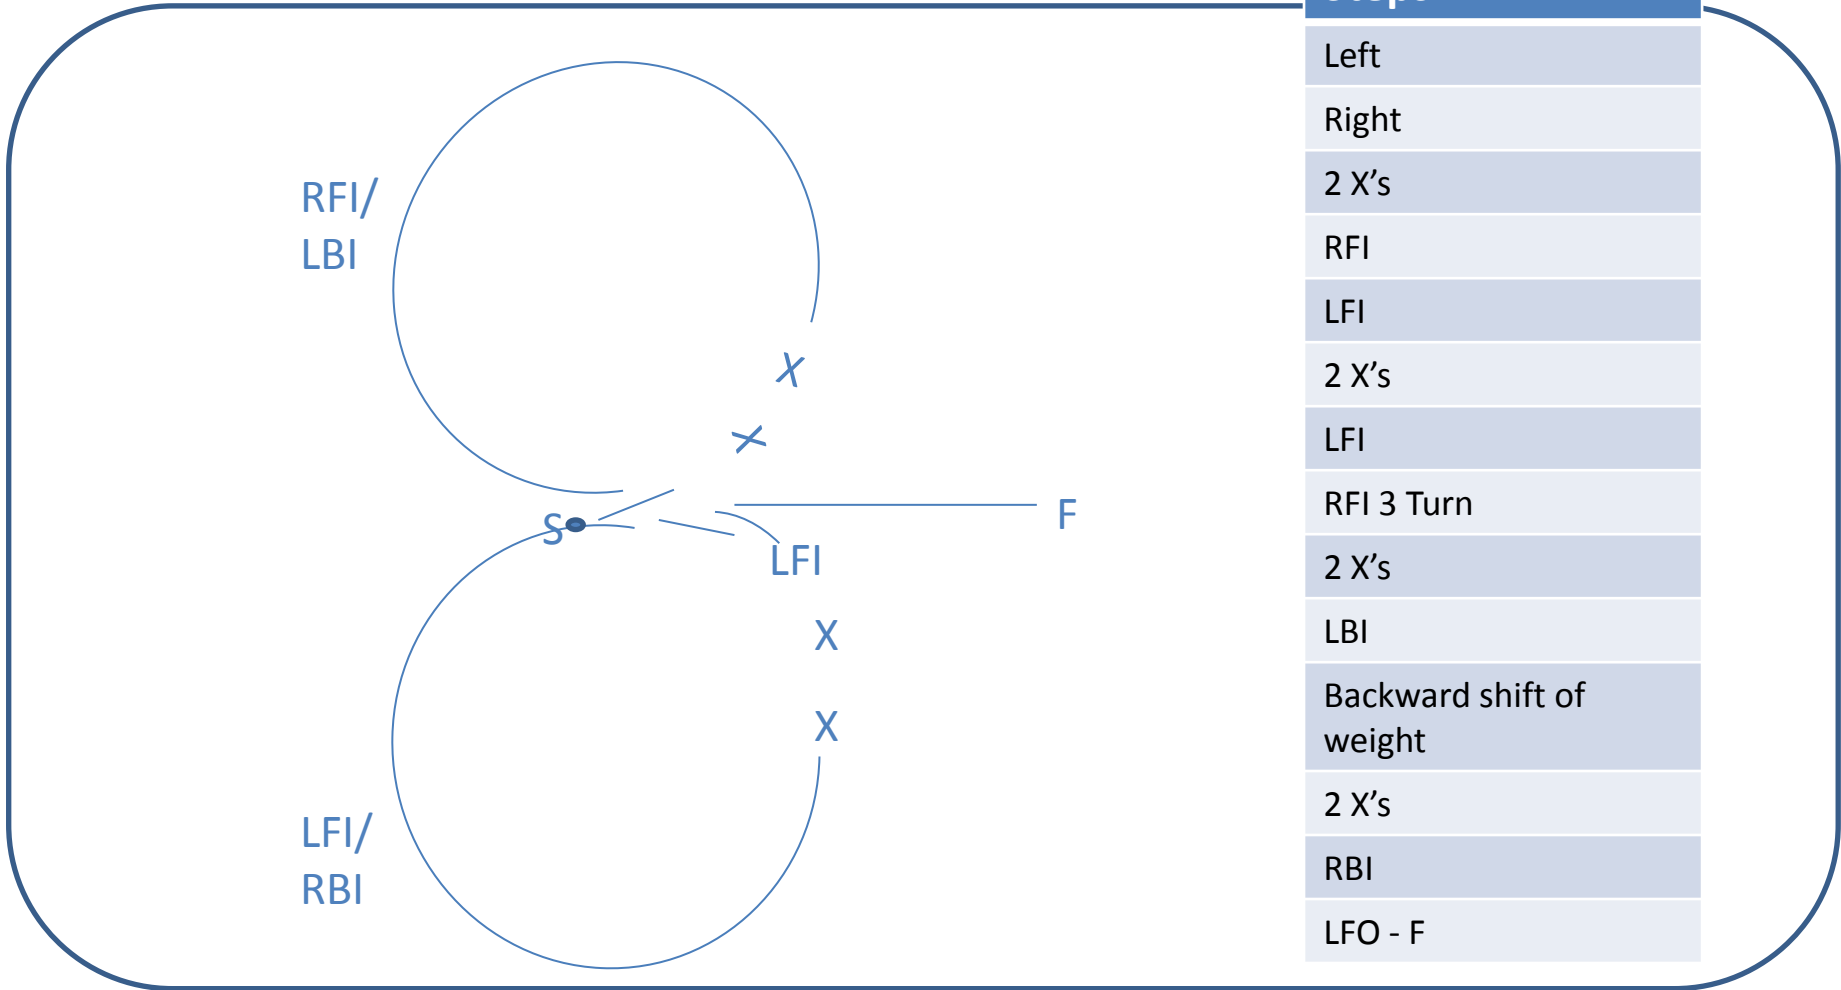 RFI/
LBI
X
X
S
F
LFI
X
X
LFI/
RBI
Steps
Left
Right
2 X's
RFI
LFI
2 X's
LFI
RFI 3 Turn
2 X's
LBI
Backward shift of
weight
2 X's
RBI
LFO - F